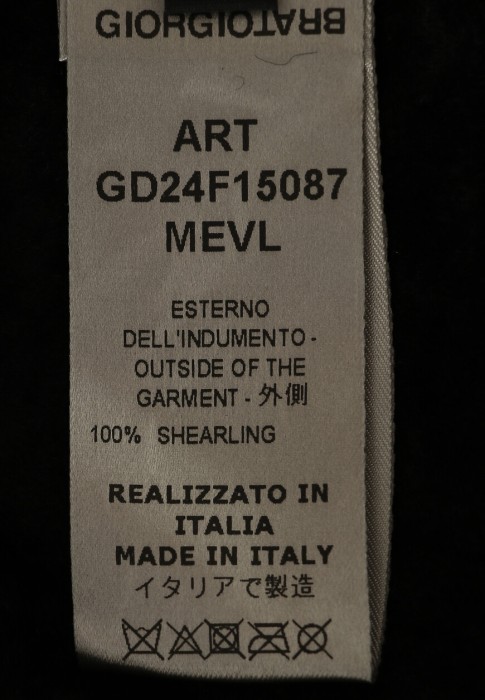 GIORGIOBRATO
ART
GD24F15087
MEVL
ESTERNO
DELL'INDUMENTO -
OUTSIDE OF THE
GARMENT - 外側
100% SHEARLING
REALIZZATO IN
ITALIA
MADE IN ITALY
イタリアで製造